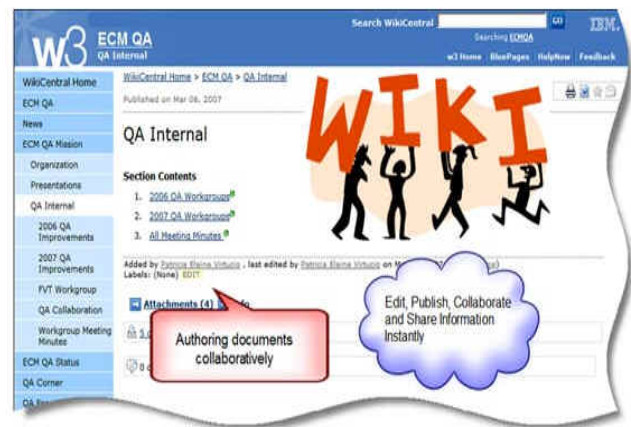 Search WikiCentral GO IBM.
Searching ECMQA
w3 ECM QA
QA Internal
w3 Home BluePages HelpNow Feedback
WikiCentral Home
ECM QA
News
ECM QA Mission
Organization
Presentations
QA Internal
2006 QA
Improvements
2007 QA
Improvements
FVT Workgroup
QA Collaboration
Workgroup Meeting
Minutes
ECM QA Status
QA Corner
WikiCentral Home > ECM QA > QA Internal
Published on Mar 06, 2007
QA Internal
WIKI
Section Contents
1. 2006 QA Workgroups
2. 2007 QA Workgroups
3. All Meeting Minutes
Added by Patricia Elaine Virtucio, last edited by Patricia Elaine Virtucio on
Labels: (None) EDIT
Attachments (4)
Authoring documents
collaboratively
Edit, Publish, Collaborate
and Share Information
Instantly